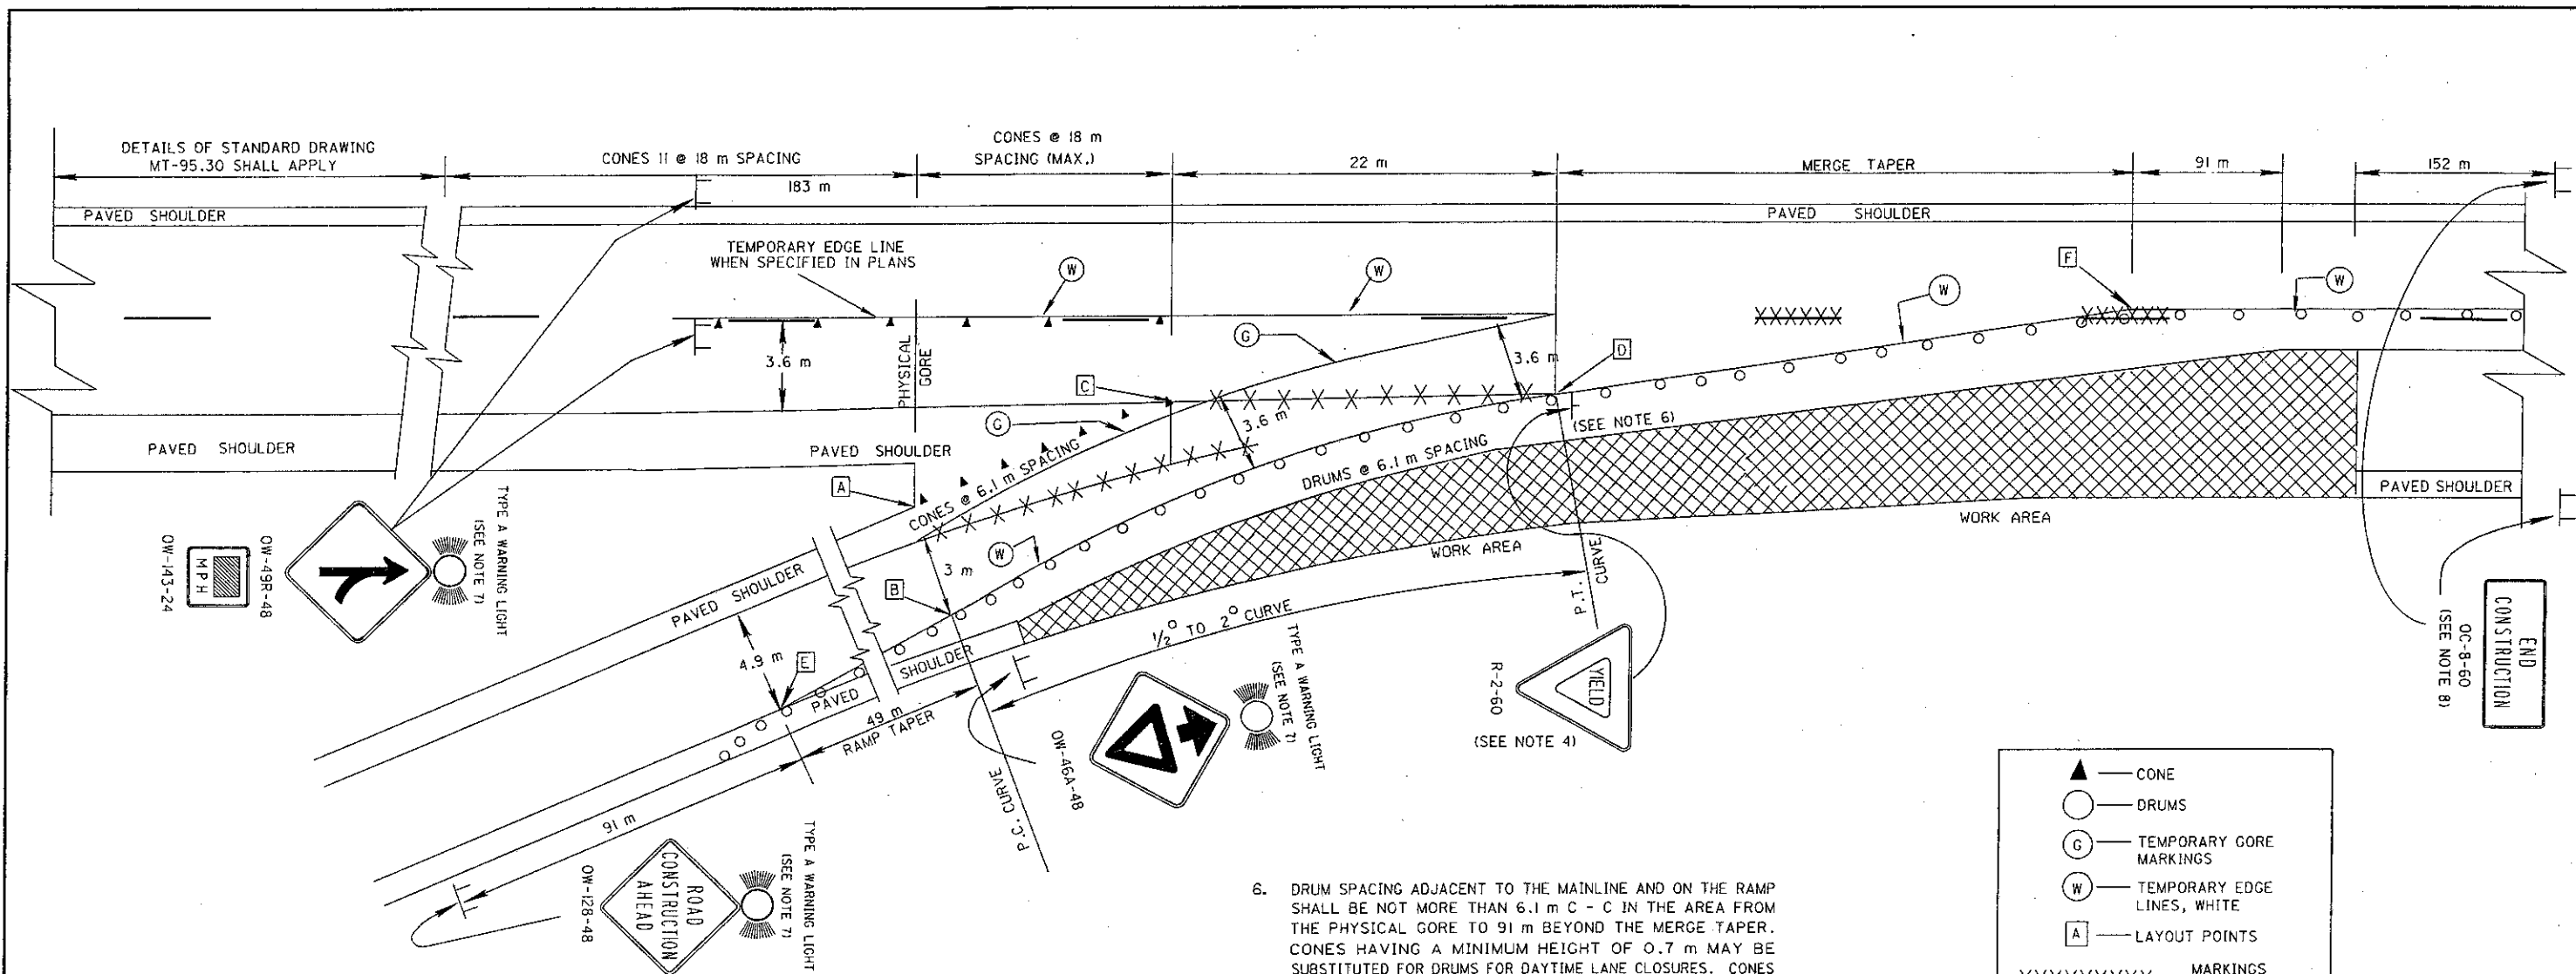 DETAILS OF STANDARD DRAWING
MT-95.30 SHALL APPLY
CONES 11 @ 18 m SPACING
183 m
CONES @ 18 m
SPACING (MAX.)
22 m
MERGE TAPER
91 m
152 m
PAVED SHOULDER
PAVED SHOULDER
TEMPORARY EDGE LINE
WHEN SPECIFIED IN PLANS
W
W
W
F
W
PHYSICAL
GORE
3.6 m
G
3.6 m
D
C
G
3.6 m
(SEE NOTE 6)
PAVED SHOULDER
PAVED SHOULDER
A
CONES @ 6.1 m SPACING
DRUMS @ 6.1 m SPACING
PAVED SHOULDER
WORK AREA
WORK AREA
W
3 m
B
PAVED SHOULDER
4.9 m
E
PAVED SHOULDER
49 m
RAMP TAPER
91 m
P.C. CURVE
1/2° TO 2° CURVE
P.T. CURVE
TYPE A WARNING LIGHT
(SEE NOTE 7)
OW-49R-48
MPH
OW-143-24
TYPE A WARNING LIGHT
(SEE NOTE 7)
OW-46A-48
YIELD
R-2-60
(SEE NOTE 4)
END
CONSTRUCTION
OC-8-60
(SEE NOTE 8)
TYPE A WARNING LIGHT
(SEE NOTE 7)
ROAD
CONSTRUCTION
AHEAD
OW-128-48
6. DRUM SPACING ADJACENT TO THE MAINLINE AND ON THE RAMP
SHALL BE NOT MORE THAN 6.1 m C - C IN THE AREA FROM
THE PHYSICAL GORE TO 91 m BEYOND THE MERGE TAPER.
CONES HAVING A MINIMUM HEIGHT OF 0.7 m MAY BE
SUBSTITUTED FOR DRUMS FOR DAYTIME LANE CLOSURES. CONES
CONE
DRUMS
G TEMPORARY GORE
MARKINGS
W TEMPORARY EDGE
LINES, WHITE
A LAYOUT POINTS
XXXXXXXXX MARKINGS